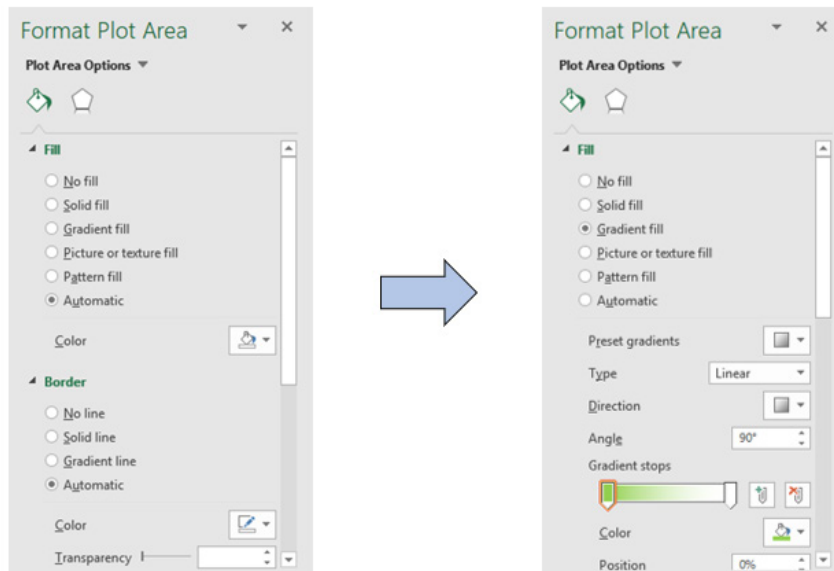 Format Plot Area
Plot Area Options
Fill
No fill
Solid fill
Gradient fill
Picture or texture fill
Pattern fill
Automatic
Color
Border
No line
Solid line
Gradient line
Automatic
Color
Transparency
Format Plot Area
Plot Area Options
Fill
No fill
Solid fill
Gradient fill
Picture or texture fill
Pattern fill
Automatic
Preset gradients
Type Linear
Direction
Angle 90°
Gradient stops
Color
Position 0%